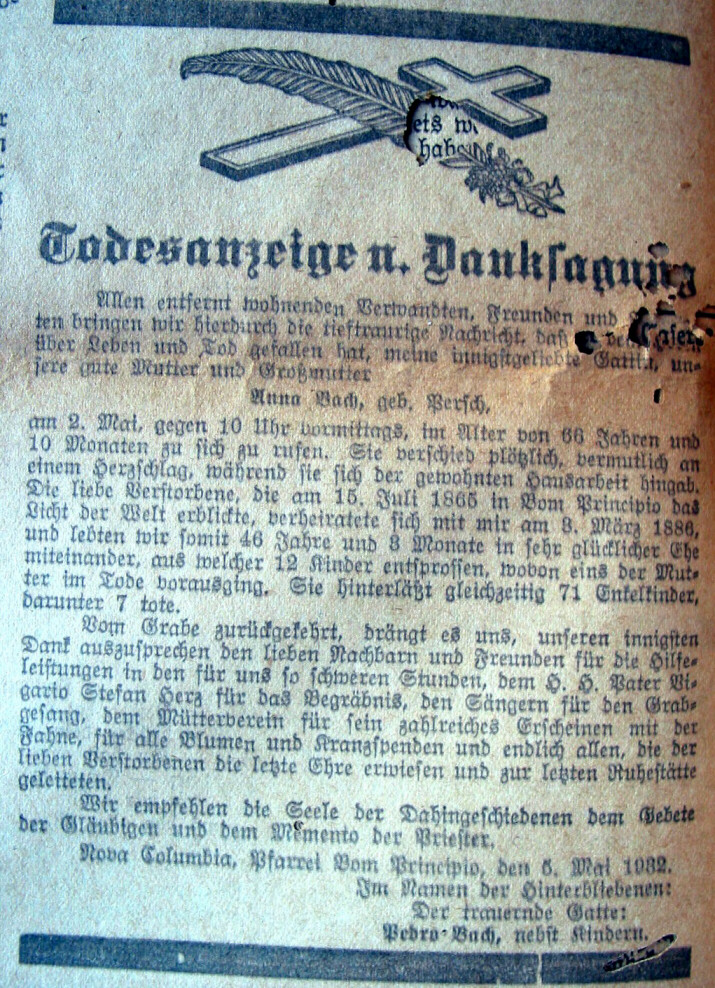 eis w
habe
Todesanzeige u. Danksagung
Allen entfernt wohnenden Verwandten, Freunden und
ten bringen wir hierdurch die tieftraurige Nachricht, daß
über Leben und Tod gefallen hat, meine innigstgeliebte Gattin, un-
sere gute Mutter und Großmutter
Anna Bach, geb. Persch,
am 2. Mai, gegen 10 Uhr vormittags, im Alter von 66 Jahren und
10 Monaten zu sich zu rufen. Sie verschied plötzlich, vermutlich an
einem Herzschlag, während sie sich der gewohnten Hausarbeit hingab.
Die liebe Verstorbene, die am 15. Juli 1865 in Bom Principio das
Licht der Welt erblickte, verheiratete sich mit mir am 3. März 1886,
und lebten wir somit 46 Jahre und 3 Monate in sehr glücklicher Ehe
miteinander, aus welcher 12 Kinder entsprossen, wovon eins der Mut-
ter im Tode vorausging. Sie hinterläßt gleichzeitig 71 Enkelkinder,
darunter 7 tote.
Vom Grabe zurückgekehrt, drängt es uns, unseren innigsten
Dank auszusprechen den lieben Nachbarn und Freunden für die Hilfe-
leistungen in den für uns so schweren Stunden, dem H. H. Pater Vi-
gario Stefan Herz für das Begräbnis, den Sängern für den Grab-
gesang, dem Mütterverein für sein zahlreiches Erscheinen mit der
Fahne, für alle Blumen und Kranzspenden und endlich allen, die der
lieben Verstorbenen die letzte Ehre erwiesen und zur letzten Ruhestätte
geleiteten.
Wir empfehlen die Seele der Dahingeschiedenen dem Gebete
der Gläubigen und dem Memento der Priester.
Nova Columbia, Pfarrei Bom Principio, den 5. Mai 1932.
Im Namen der Hinterbliebenen:
Der trauernde Gatte:
Pedro Bach, nebst Kindern.